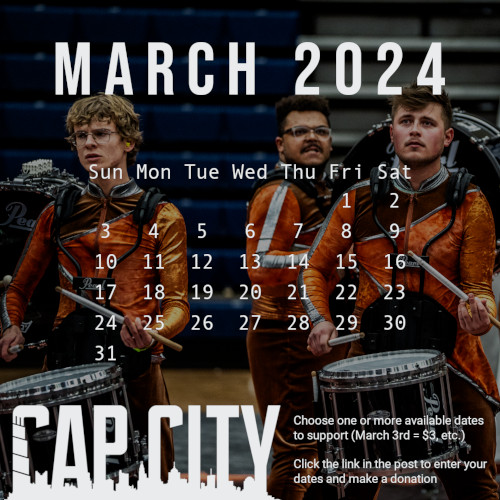 MARCH 2024
Sun Mon Tue Wed Thu Fri Sat
1 2
3 4 5 6 7 8 9
10 11 12 13 14 15 16
17 18 19 20 21 22 23
24 25 26 27 28 29 30
31
Pearl
CAP CITY
Choose one or more available dates
to support (March 3rd = $3, etc.)
Click the link in the post to enter your
dates and make a donation